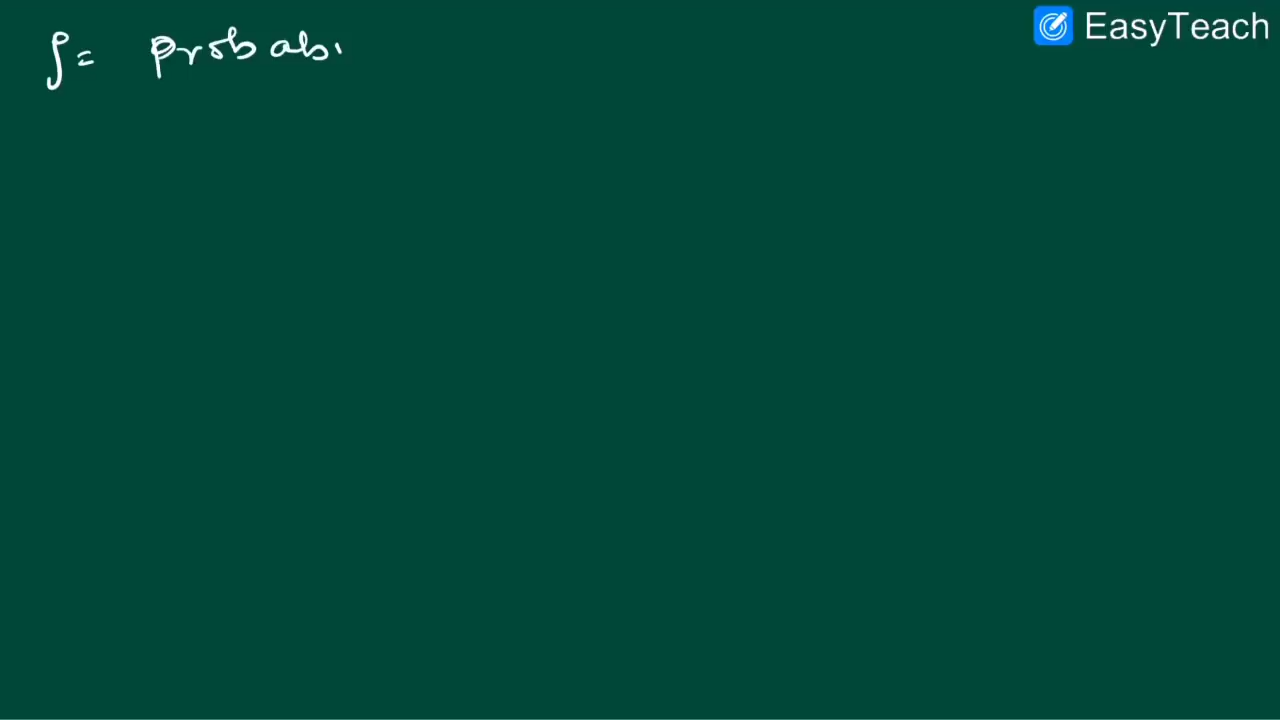 ρ = probabi
EasyTeach